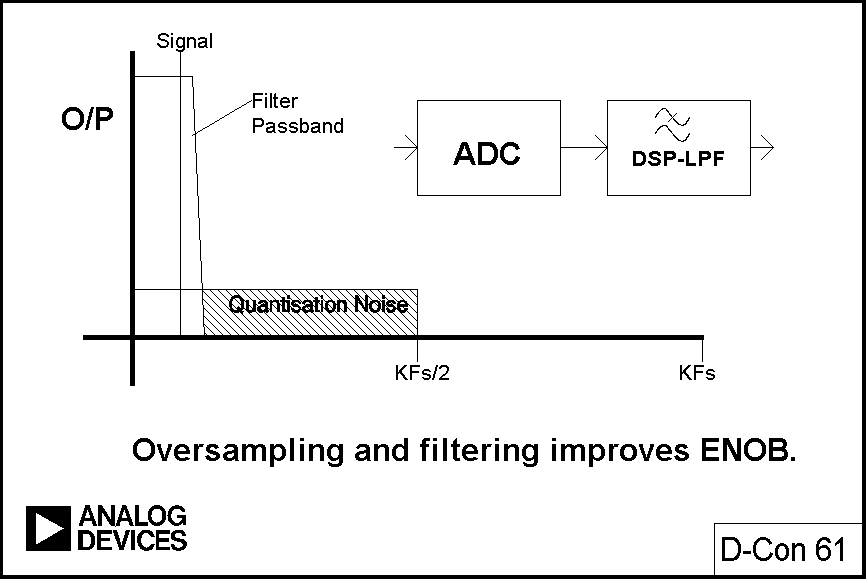 Signal
O/P
Filter
Passband
ADC
DSP-LPF
Quantisation Noise
KFs/2
KFs
Oversampling and filtering improves ENOB.
ANALOG
DEVICES
D-Con 61